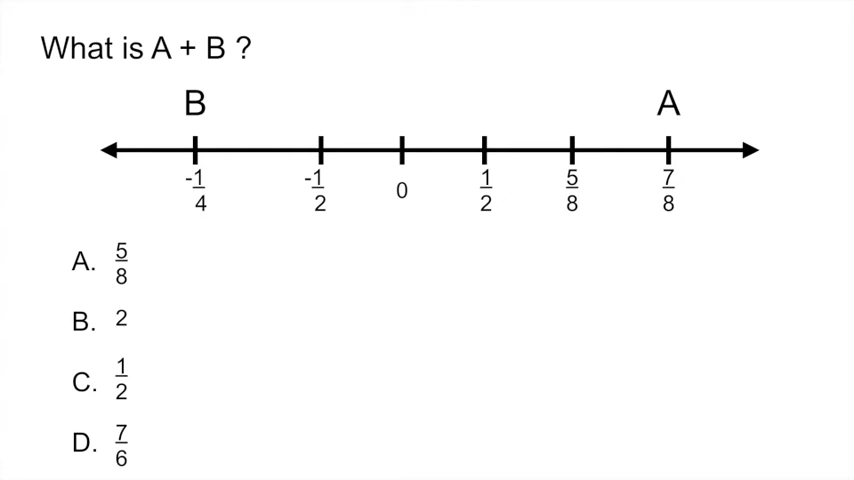 What is A + B ?
B A
-1/4 -1/2 0 1/2 5/8 7/8
A. 5/8
B. 2
C. 1/2
D. 7/6